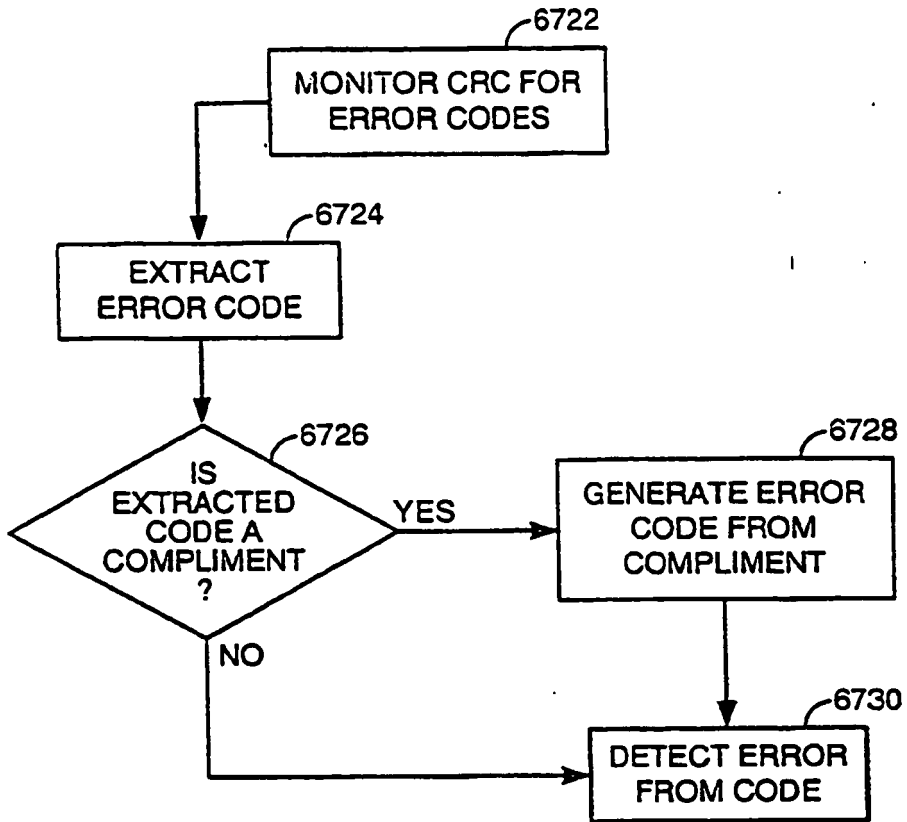 6722
MONITOR CRC FOR
ERROR CODES
6724
EXTRACT
ERROR CODE
6726
IS
EXTRACTED
CODE A
COMPLIMENT
?
YES
6728
GENERATE ERROR
CODE FROM
COMPLIMENT
NO
6730
DETECT ERROR
FROM CODE